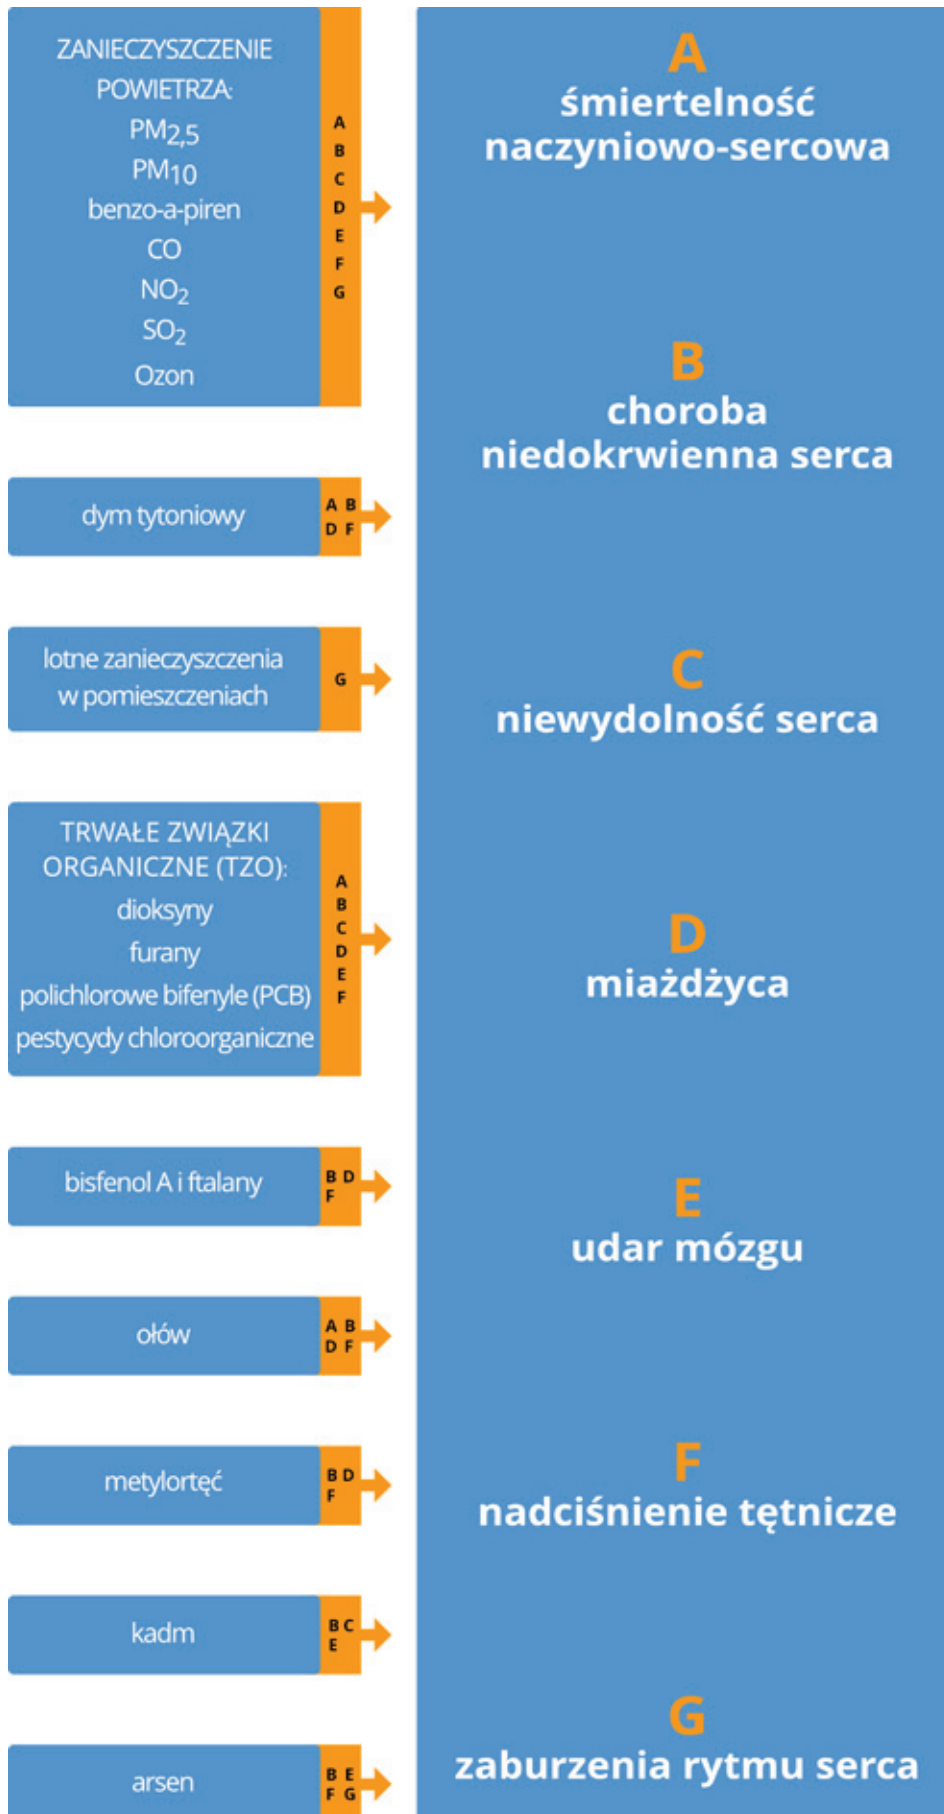 ZANIECZYSZCZENIE
POWIETRZA:
PM2,5
PM10
benzo-a-piren
CO
NO2
SO2
Ozon
A
B
C
D
E
F
G
dym tytoniowy
A B
D F
lotne zanieczyszczenia
w pomieszczeniach
G
TRWAŁE ZWIĄZKI
ORGANICZNE (TZO):
dioksyny
furany
polichlorowe bifenyle (PCB)
pestycydy chloroorganiczne
A
B
C
D
E
F
bisfenol A i ftalany
B D
F
ołów
A B
D F
metylortęć
B D
F
kadm
B C
E
arsen
B E
F G
A
śmiertelność
naczyniowo-sercowa
B
choroba
niedokrwienna serca
C
niewydolność serca
D
miażdżyca
E
udar mózgu
F
nadciśnienie tętnicze
G
zaburzenia rytmu serca